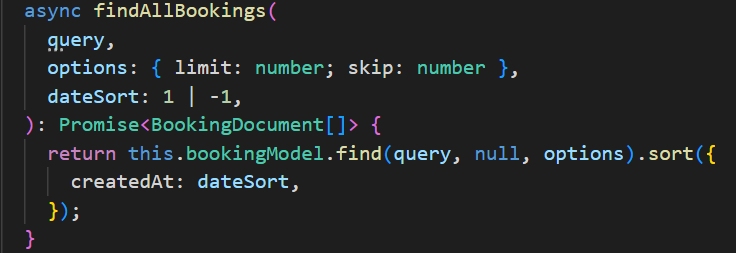 async findAllBookings(
query,
options: { limit: number; skip: number },
dateSort: 1 | -1,
): Promise<BookingDocument[]> {
return this.bookingModel.find(query, null, options).sort({
createdAt: dateSort,
});
}